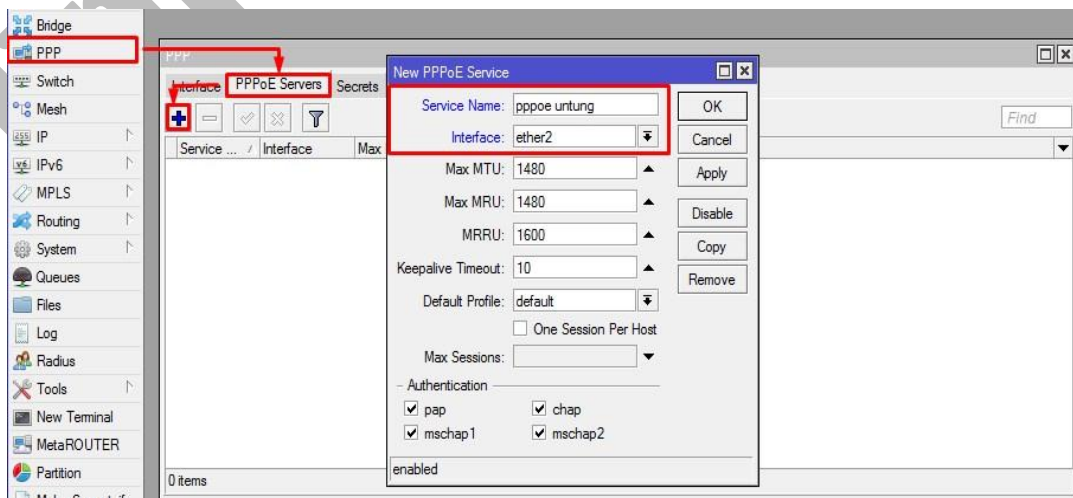 Bridge
PPP
Switch
Mesh
IP
IPv6
MPLS
Routing
System
Queues
Files
Log
Radius
Tools
New Terminal
MetaROUTER
Partition
PPP
Interface PPPoE Servers Secrets
Find
Service ... / Interface Max
0 items
New PPPoE Service
Service Name: pppoe untung
Interface: ether2
Max MTU: 1480
Max MRU: 1480
MRRU: 1600
Keepalive Timeout: 10
Default Profile: default
One Session Per Host
Max Sessions:
Authentication
pap chap
mschap1 mschap2
enabled
OK
Cancel
Apply
Disable
Copy
Remove